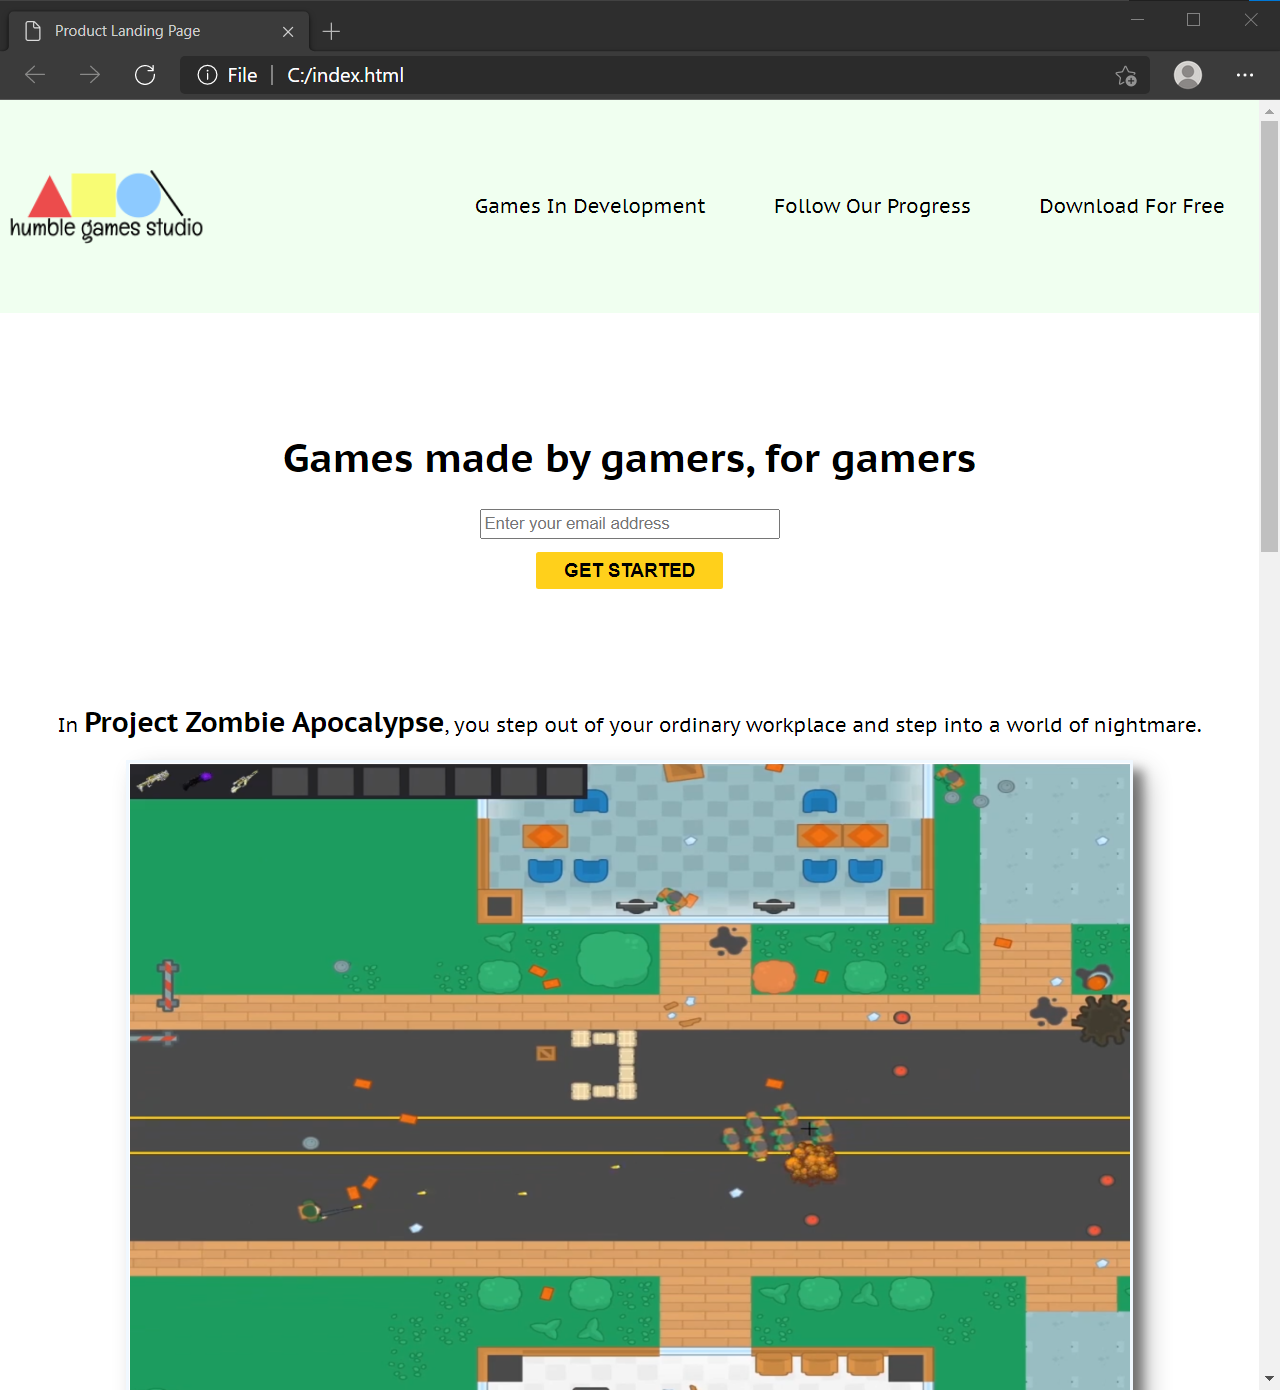 Product Landing Page
File
C:/index.html
humble games studio
Games In Development
Follow Our Progress
Download For Free
Games made by gamers, for gamers
Enter your email address
GET STARTED
In Project Zombie Apocalypse, you step out of your ordinary workplace and step into a world of nightmare.